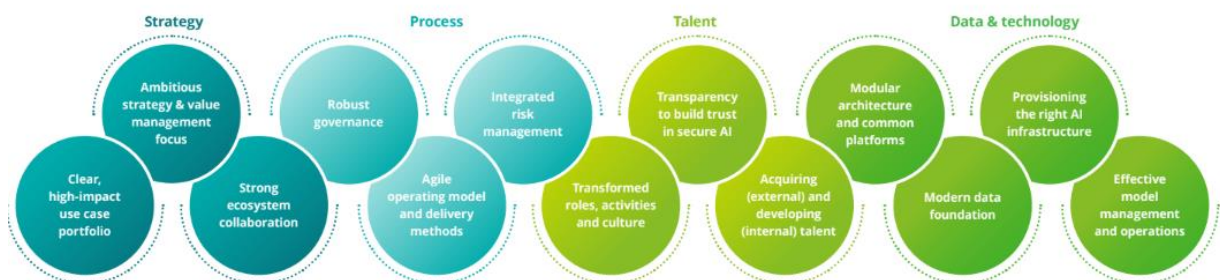 Strategy
Process
Talent
Data & technology
Clear,
high-impact
use case
portfolio
Ambitious
strategy & value
management
focus
Strong
ecosystem
collaboration
Robust
governance
Agile
operating model
and delivery
methods
Integrated
risk
management
Transformed
roles, activities
and culture
Transparency
to build trust
in secure AI
Acquiring
(external) and
developing
(internal) talent
Modular
architecture
and common
platforms
Modern data
foundation
Provisioning
the right AI
infrastructure
Effective
model
management
and operations